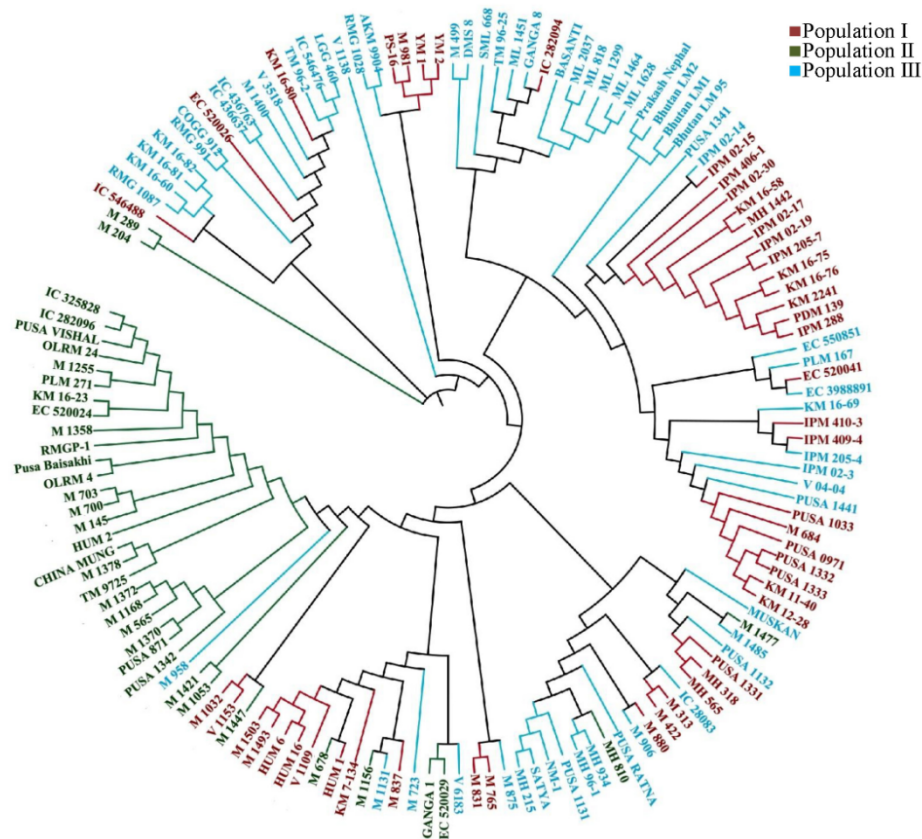 Population I
Population II
Population III
M 204
M 289
IC 546488
RMG 1087
KM 16-60
KM 16-81
KM 16-82
RMG 991
COGG 912
EC 520026
IC 436637
IC 436763
V 3518
M 1400
KM 16-80
TM 96-2
IC 546476
LGG 460
V 1138
RMG 1028
AKM 9904
PS-16
M 981
YM 1
YM 2
M 499
DMS 8
SML 668
TM 96-25
ML 1451
GANGA 8
IC 282094
BASANTI
ML 2037
ML 818
ML 1299
ML 1464
ML 1628
Prakash Nephal
Bhutan LM2
Bhutan LM1
Bhutan LM 95
PUSA 1341
IPM 02-14
IPM 02-15
IPM 406-1
IPM 02-30
KM 16-58
MH 1442
IPM 02-17
IPM 02-19
IPM 205-7
KM 16-75
KM 16-76
KM 2241
PDM 139
IPM 288
EC 550851
PLM 167
EC 520041
EC 3988891
KM 16-69
IPM 410-3
IPM 409-4
IPM 205-4
IPM 02-3
V 04-04
PUSA 1441
PUSA 1033
M 684
PUSA 0971
PUSA 1332
PUSA 1333
KM 11-40
KM 12-28
MUSKAN
M 1477
M 1485
PUSA 1132
PUSA 1331
MH 318
MH 565
IC 28083
M 313
M 422
M 906
M 880
PUSA RATNA
MH 810
MH 934
MH 96-1
PUSA 1131
NM-1
SATYA
MH 215
M 875
M 765
M 831
A 6183
EC 520029
GANGA 1
M 723
M 837
M 1131
M 1156
KM 7-134
HUM 1
M 678
V 1109
HUM 16
HUM 6
M 1493
M 1503
M 1447
V 1153
M 1032
M 1053
M 1421
M 958
PUSA 1342
PUSA 871
M 1370
M 565
M 1168
M 1372
TM 9725
M 1378
CHINA MUNG
HUM 2
M 145
M 700
M 703
OLRM 4
Pusa Baisakhi
RMGP-1
M 1358
EC 520024
KM 16-23
PLM 271
M 1255
OLRM 24
PUSA VISHAL
IC 282096
IC 325828